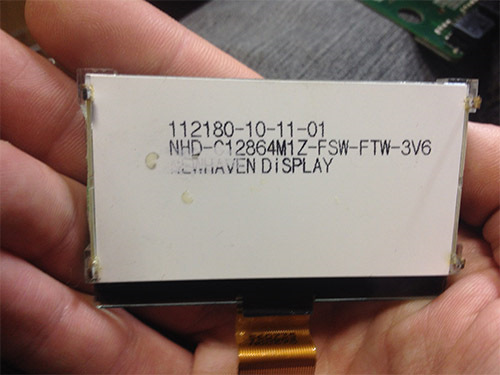 112180-10-11-01
NHD-C12864M1Z-FSW-FTW-3V6
NEWHAVEN DiSPLAY